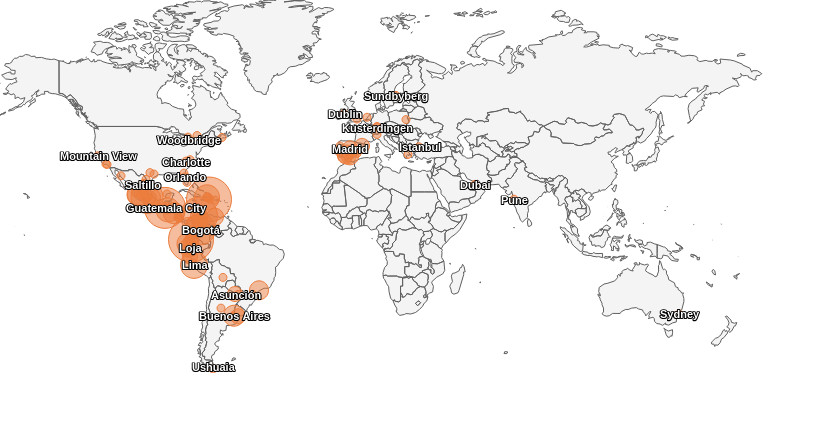 Sundbyberg
Dublin
Kusterdingen
Woodbridge
Madrid
Istanbul
Mountain View
Charlotte
Orlando
Saltillo
Dubai
Pune
Guatemala City
Bogotá
Loja
Lima
Asunción
Buenos Aires
Sydney
Ushuaia